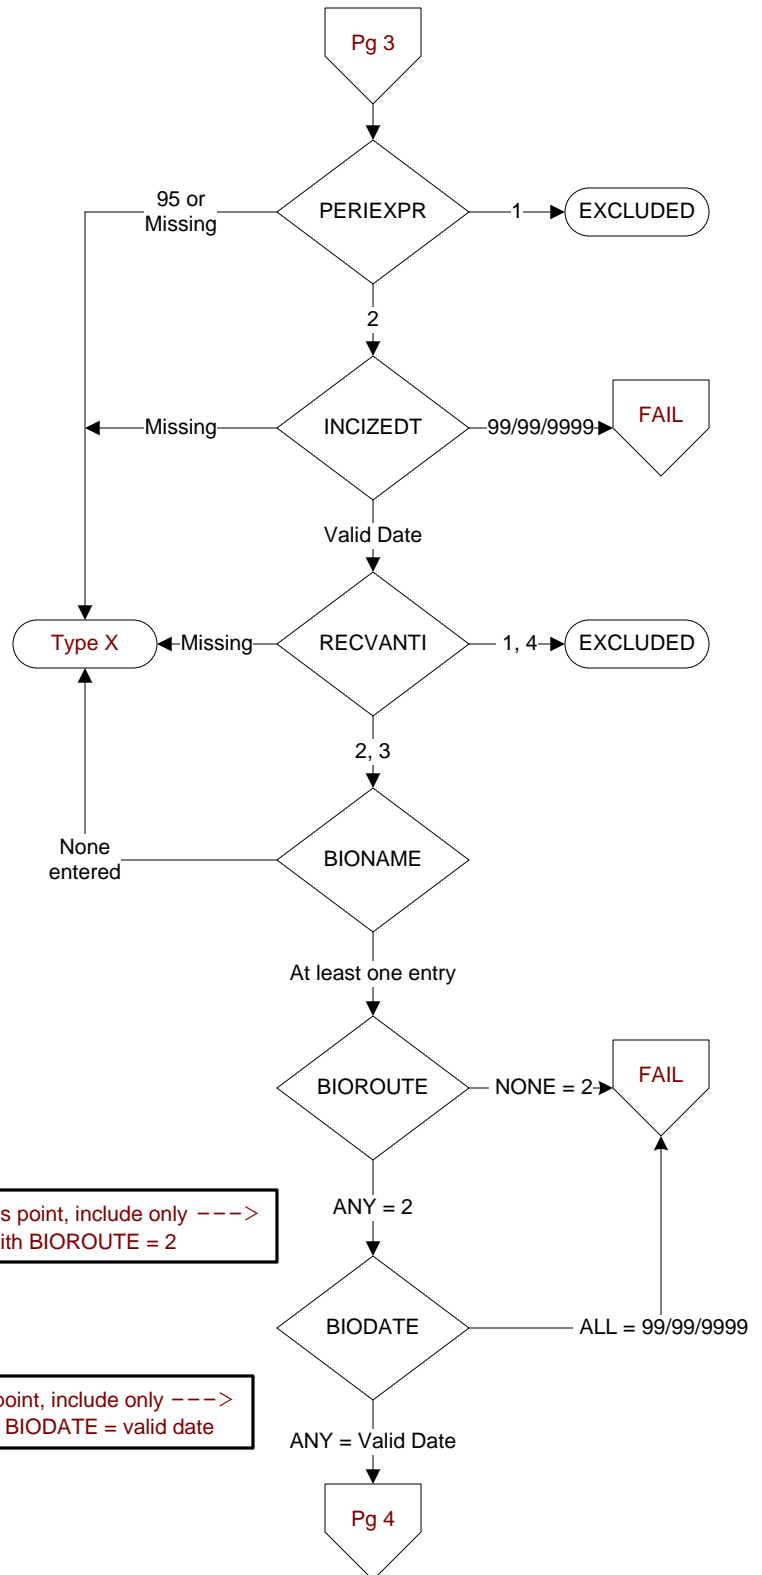 Pg 3
95 or
Missing
PERIEXPR
1
EXCLUDED
2
Missing
INCIZEDT
99/99/9999
FAIL
Valid Date
Type X
Missing
RECVANTI
1, 4
EXCLUDED
2, 3
None
entered
BIONAME
At least one entry
BIOROUTE
NONE = 2
FAIL
s point, include only --->
ith BIOROUTE = 2
ANY = 2
BIODATE
ALL = 99/99/9999
point, include only --->
BIODATE = valid date
ANY = Valid Date
Pg 4